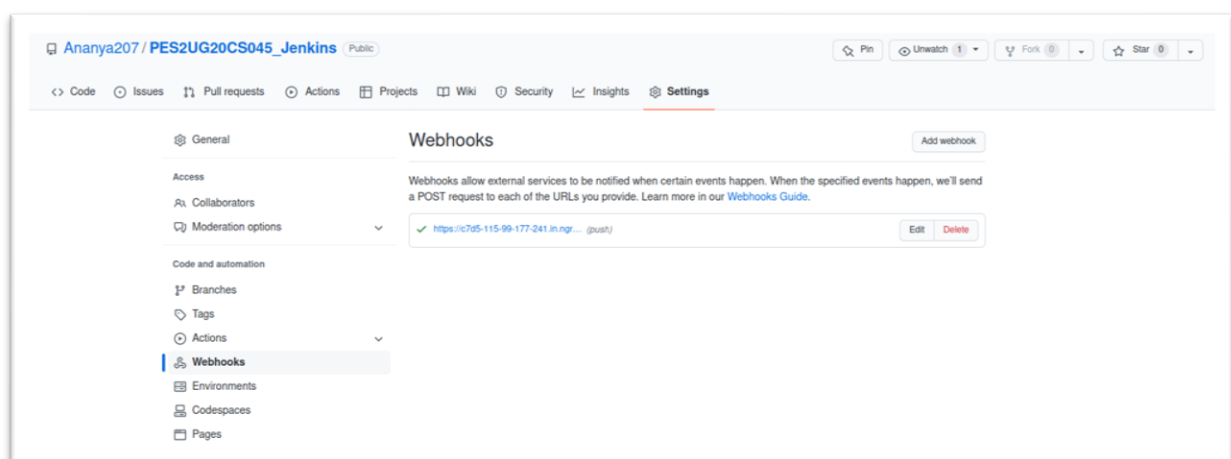 Ananya207 / PES2UG20CS045_Jenkins Public
Pin
Unwatch 1
Fork 0
Star 0
<> Code
Issues
Pull requests
Actions
Projects
Wiki
Security
Insights
Settings
General
Access
Collaborators
Moderation options
Code and automation
Branches
Tags
Actions
Webhooks
Environments
Codespaces
Pages
Webhooks
Add webhook
Webhooks allow external services to be notified when certain events happen. When the specified events happen, we'll send
a POST request to each of the URLs you provide. Learn more in our Webhooks Guide.
https://c7d5-115-99-177-241.in.ngr... (push)
Edit
Delete